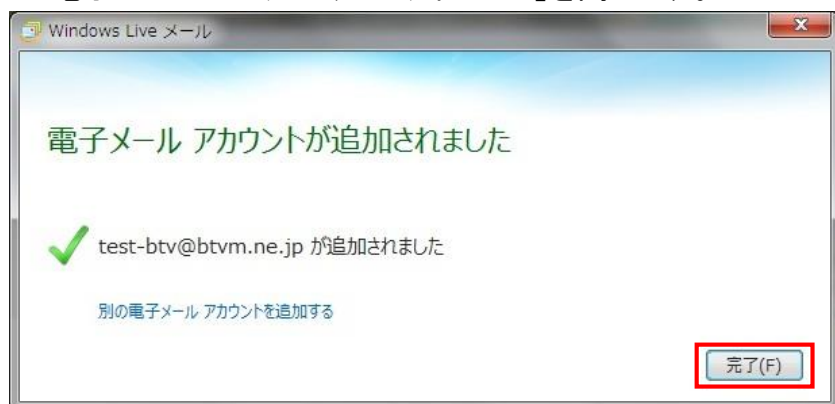 Windows Live メール
電子メール アカウントが追加されました
test-btv@btvm.ne.jp が追加されました
別の電子メール アカウントを追加する
完了(F)